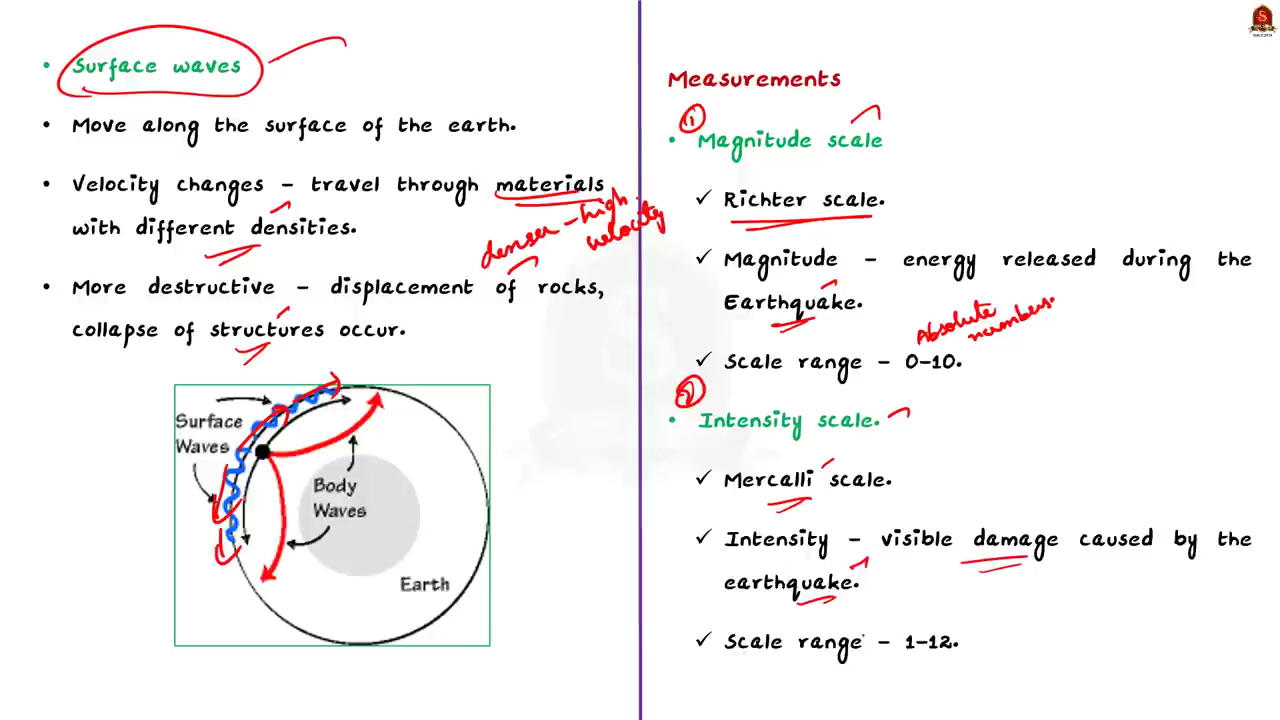 • Surface waves
• Move along the surface of the earth.
• Velocity changes – travel through materials
with different densities.
denser – high
velocity
• More destructive – displacement of rocks,
collapse of structures occur.
Surface
Waves
Body
Waves
Earth
Measurements
①
• Magnitude scale
✓ Richter scale.
✓ Magnitude – energy released during the
Earthquake.
Absolute
numbers.
✓ Scale range – 0-10.
②
• Intensity scale.
✓ Mercalli scale.
✓ Intensity – visible damage caused by the
earthquake.
✓ Scale range – 1-12.